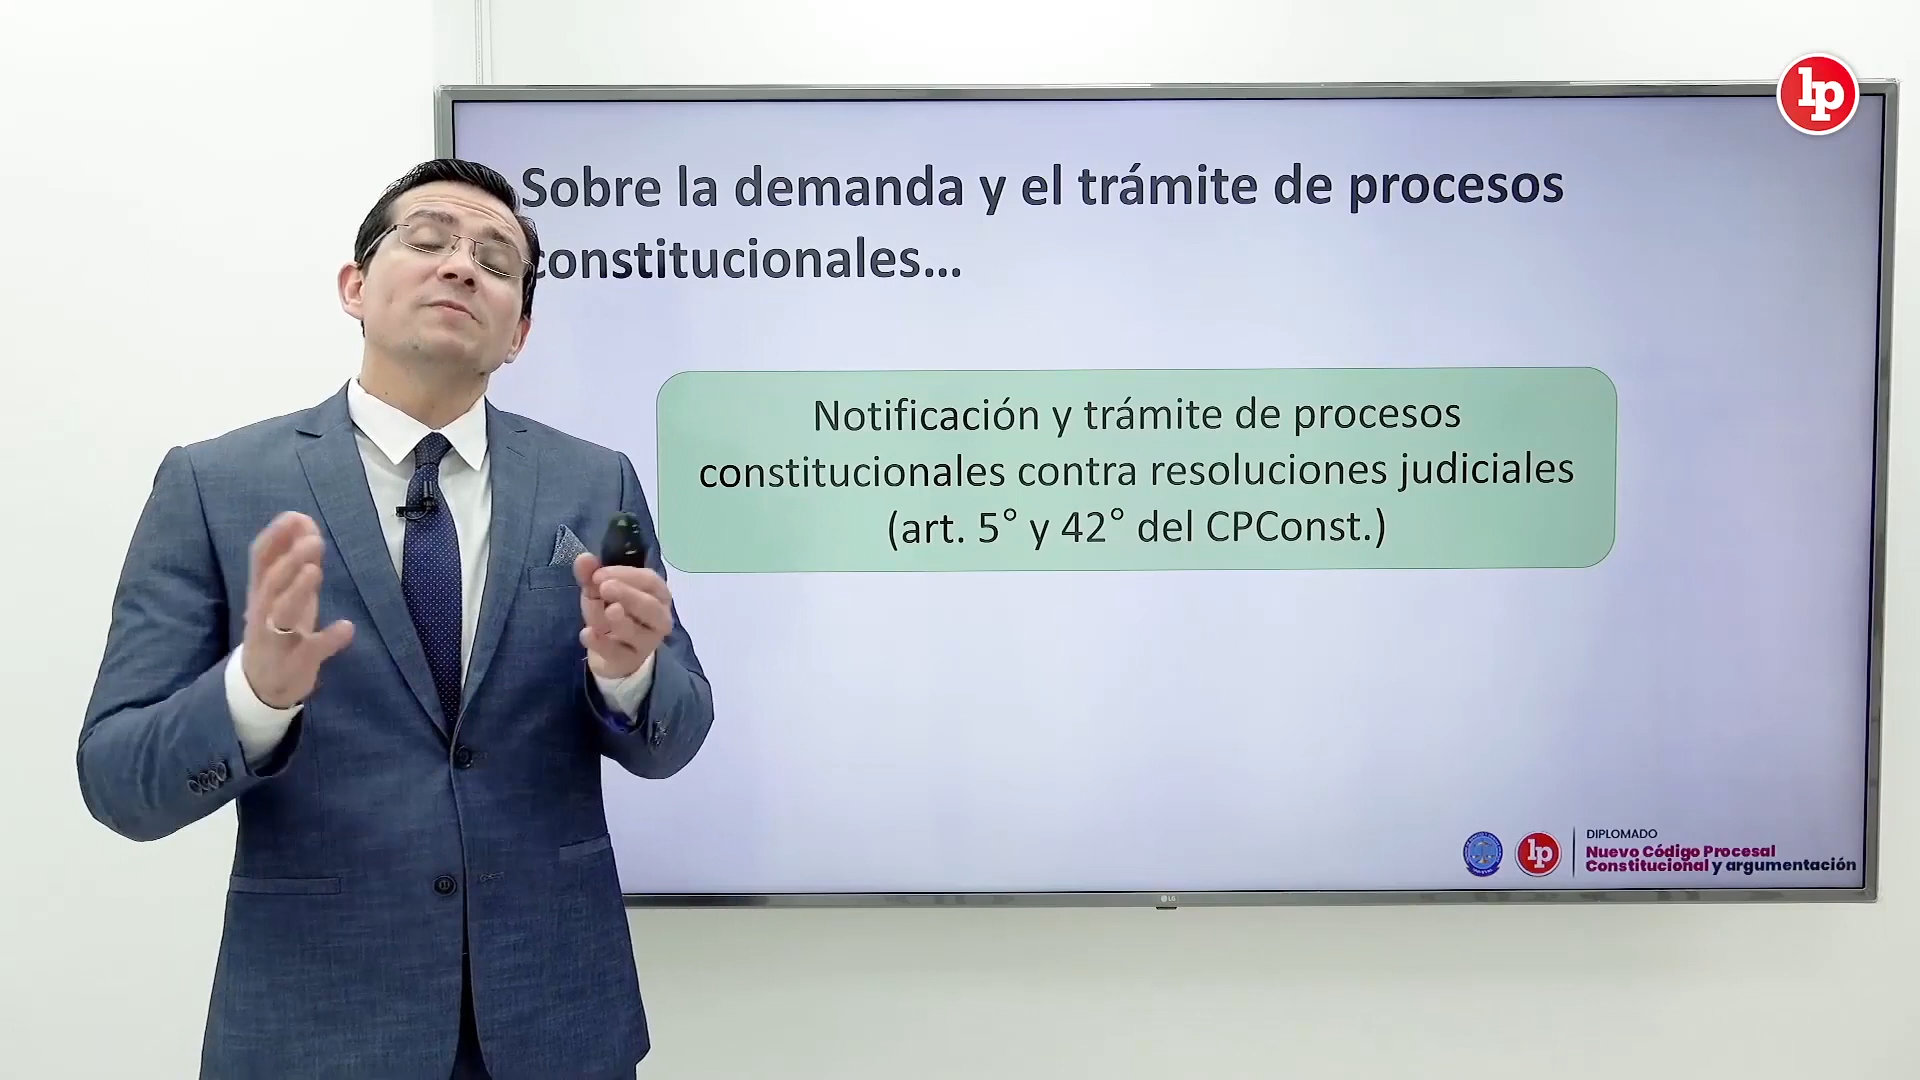 lp
Sobre la demanda y el trámite de procesos
constitucionales...
Notificación y trámite de procesos
constitucionales contra resoluciones judiciales
(art. 5° y 42° del CPConst.)
lp
DIPLOMADO
Nuevo Código Procesal
Constitucional y argumentación
LG